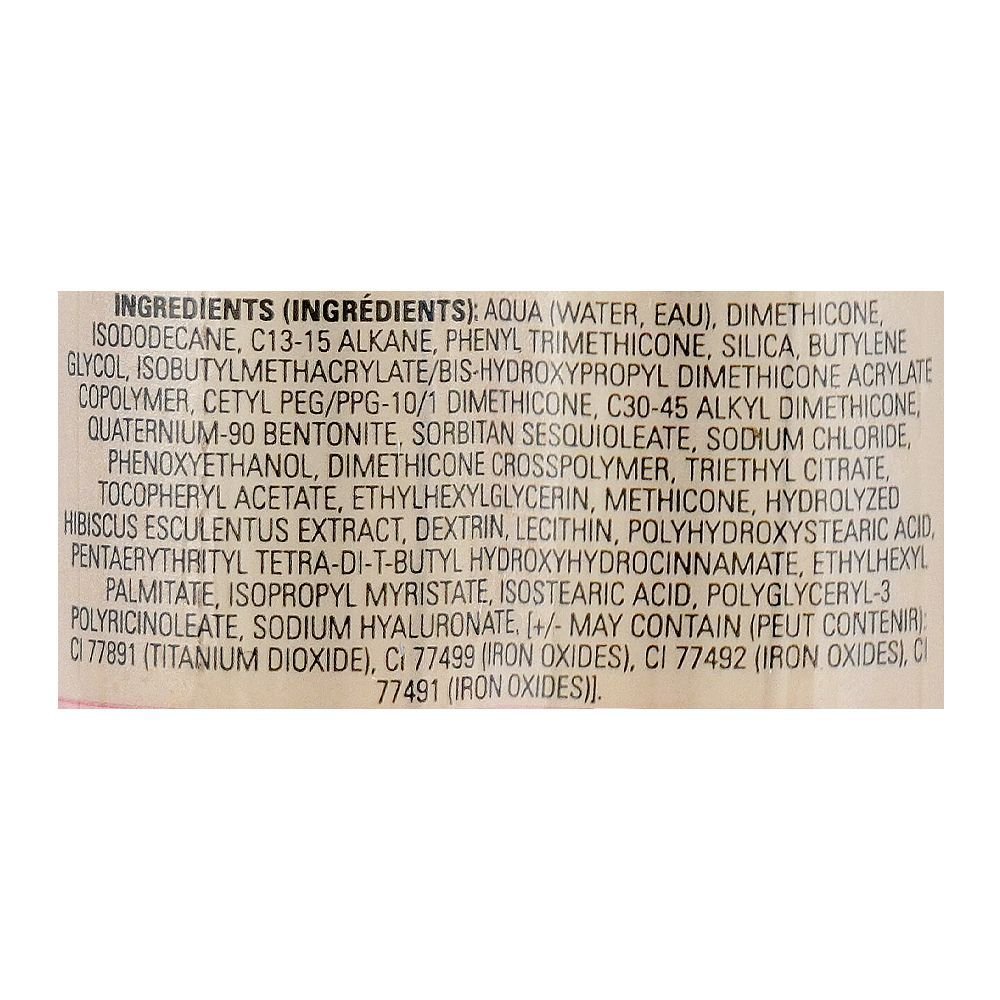 INGREDIENTS (INGRÉDIENTS): AQUA (WATER, EAU), DIMETHICONE,
ISODODECANE, C13-15 ALKANE, PHENYL TRIMETHICONE, SILICA, BUTYLENE
GLYCOL, ISOBUTYLMETHACRYLATE/BIS-HYDROXYPROPYL DIMETHICONE ACRYLATE
COPOLYMER, CETYL PEG/PPG-10/1 DIMETHICONE, C30-45 ALKYL DIMETHICONE,
QUATERNIUM-90 BENTONITE, SORBITAN SESQUIOLEATE, SODIUM CHLORIDE,
PHENOXYETHANOL, DIMETHICONE CROSSPOLYMER, TRIETHYL CITRATE,
TOCOPHERYL ACETATE, ETHYLHEXYLGLYCERIN, METHICONE, HYDROLYZED
HIBISCUS ESCULENTUS EXTRACT, DEXTRIN, LECITHIN, POLYHYDROXYSTEARIC ACID,
PENTAERYTHRITYL TETRA-DI-T-BUTYL HYDROXYHYDROCINNAMATE, ETHYLHEXYL
PALMITATE, ISOPROPYL MYRISTATE, ISOSTEARIC ACID, POLYGLYCERYL-3
POLYRICINOLEATE, SODIUM HYALURONATE, [+/- MAY CONTAIN (PEUT CONTENIR):
CI 77891 (TITANIUM DIOXIDE), CI 77499 (IRON OXIDES), CI 77492 (IRON OXIDES), CI
77491 (IRON OXIDES)].